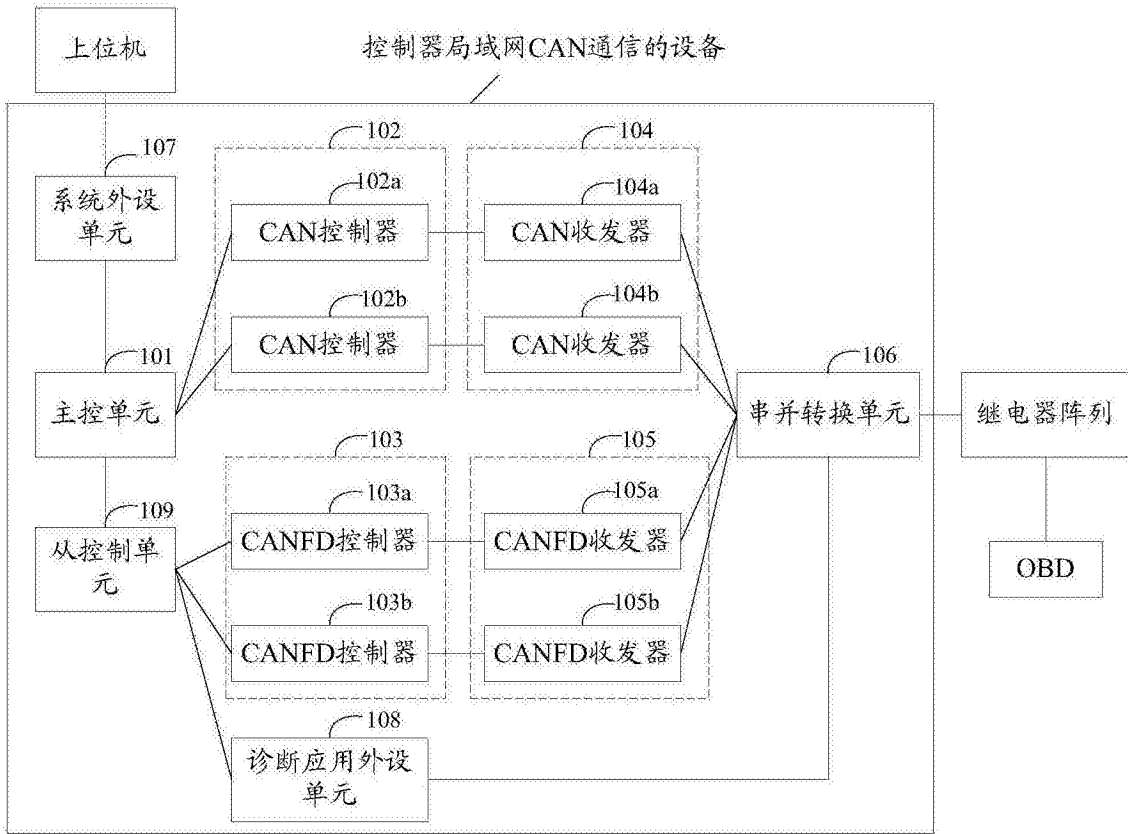 上位机
控制器局域网CAN通信的设备
107
系统外设
单元
102
102a
CAN控制器
102b
CAN控制器
104
104a
CAN收发器
104b
CAN收发器
101
主控单元
106
串并转换单元
继电器阵列
109
从控制单
元
103
103a
CANFD控制器
103b
CANFD控制器
105
105a
CANFD收发器
105b
CANFD收发器
OBD
108
诊断应用外设
单元